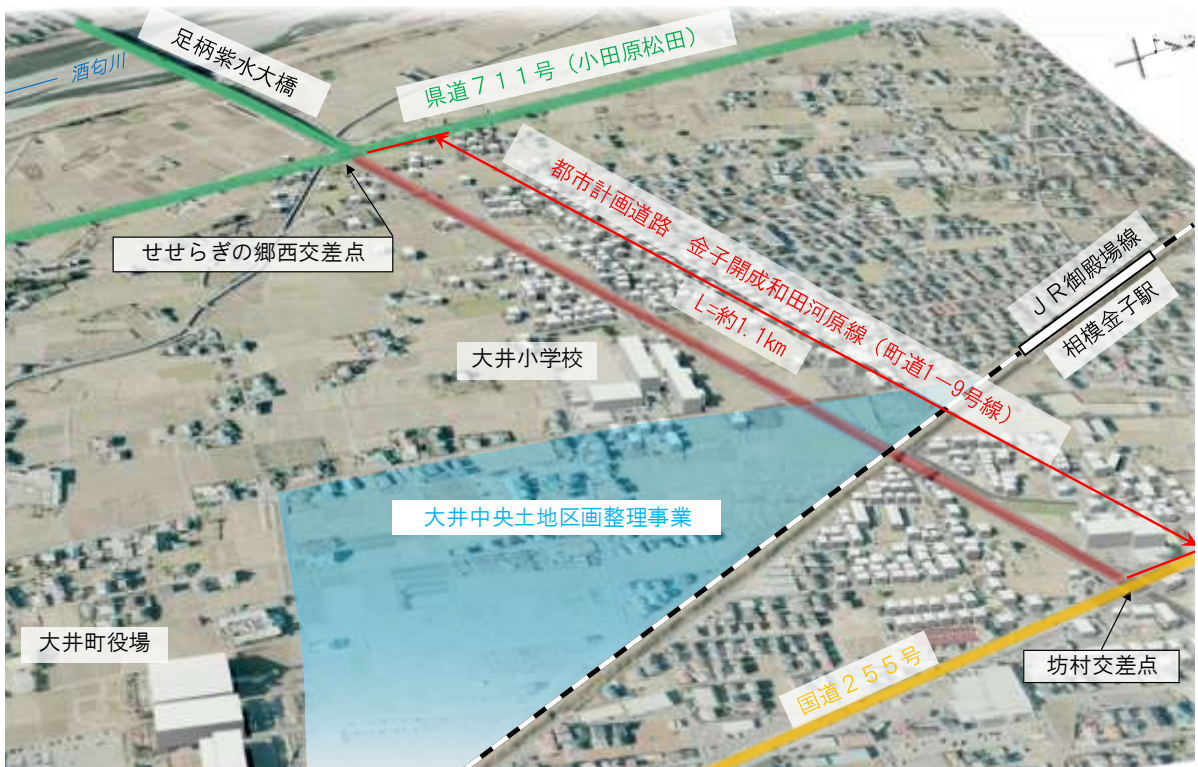 足柄紫水大橋
酒匂川
県道711号（小田原松田）
せせらぎの郷西交差点
都市計画道路　金子開成和田河原線（町道1－9号線）
L=約1.1km
ＪＲ御殿場線
相模金子駅
大井小学校
大井中央土地区画整理事業
大井町役場
国道２５５号
坊村交差点